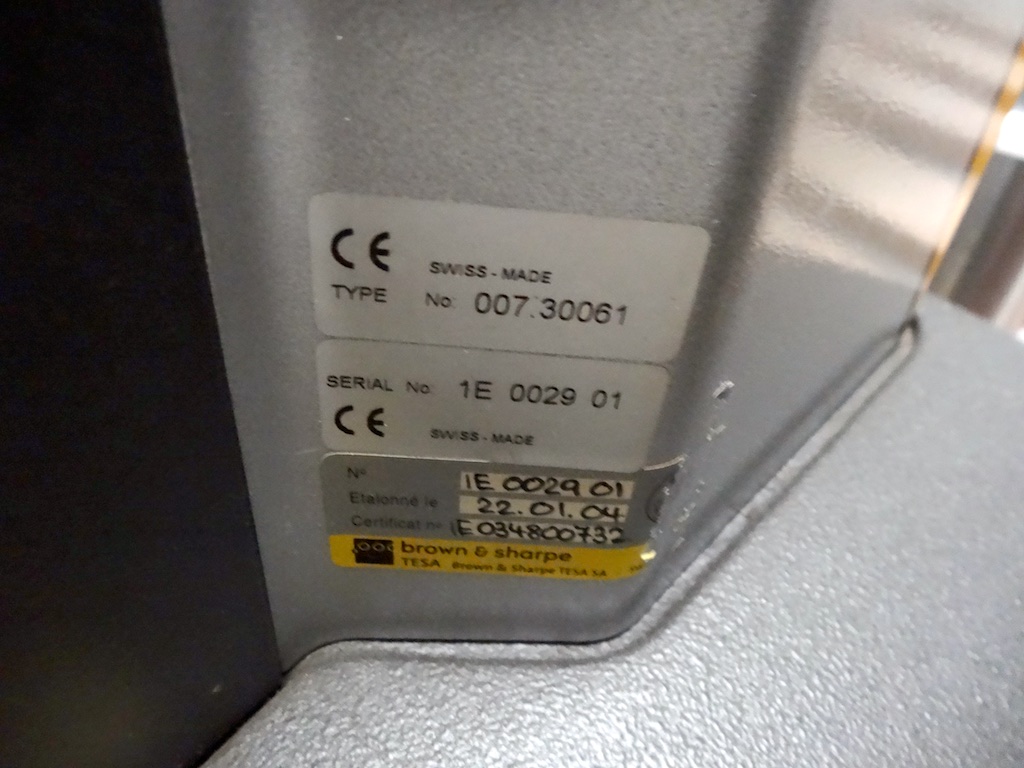 CE SWISS - MADE
TYPE No: 007.30061
SERIAL No: 1E 0029 01
CE SWISS - MADE
N° 1E 0029 01
Etalonné le 22.01.04
Certificat n° 1E034800732
brown & sharpe
TESA Brown & Sharpe TESA SA